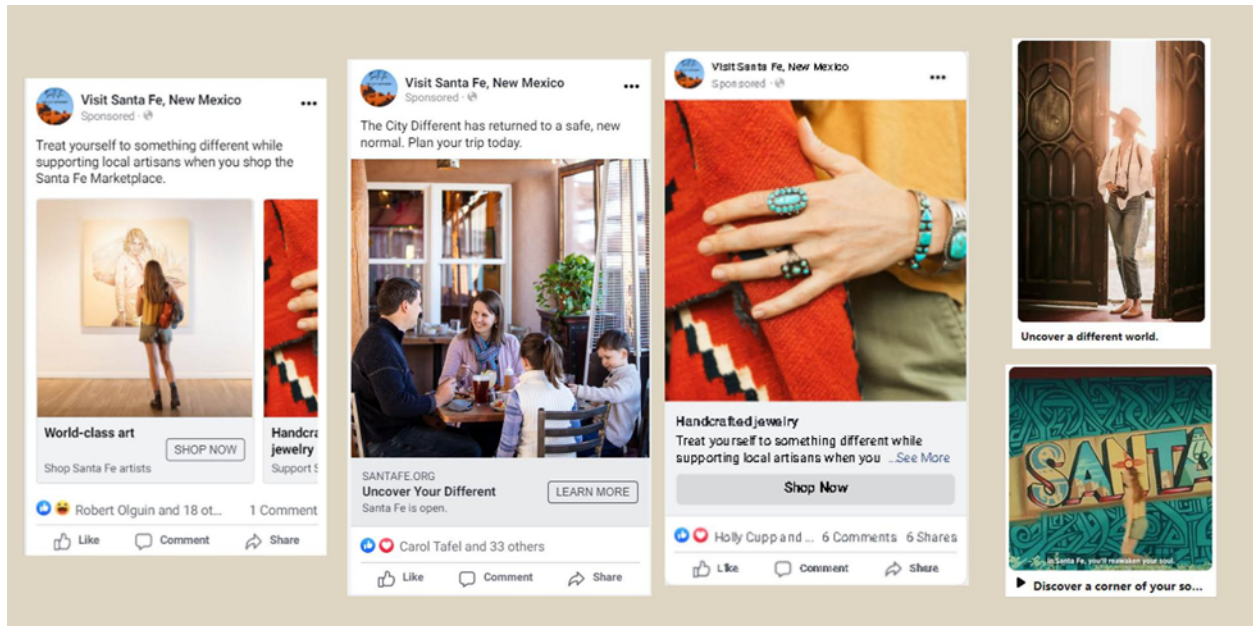 Visit Santa Fe, New Mexico
Sponsored ·
Treat yourself to something different while
supporting local artisans when you shop the
Santa Fe Marketplace.
World-class art
SHOP NOW
Shop Santa Fe artists
Handcra
jewelry
Support S
Robert Olguin and 18 ot...
1 Comment
Like
Comment
Share
Visit Santa Fe, New Mexico
Sponsored ·
The City Different has returned to a safe, new
normal. Plan your trip today.
SANTAFE.ORG
Uncover Your Different
LEARN MORE
Santa Fe is open.
Carol Tafel and 33 others
Like
Comment
Share
Visit Santa Fe, New Mexico
Sponsored ·
Handcrafted jewelry
Treat yourself to something different while
supporting local artisans when you ...See More
Shop Now
Holly Cupp and ... 6 Comments 6 Shares
Like
Comment
Share
Uncover a different world.
SANTA
In Santa Fe, you'll reawaken your soul.
Discover a corner of your so...